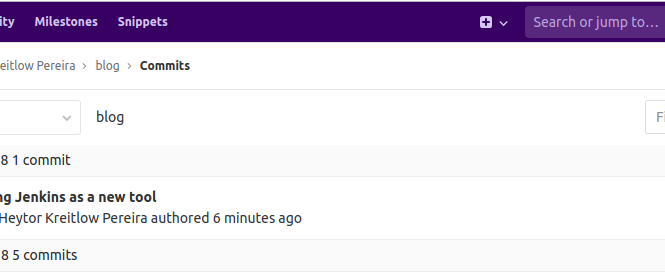 ity Milestones Snippets Search or jump to…
eitlow Pereira › blog › Commits
blog Fi
8 1 commit
ng Jenkins as a new tool
Heytor Kreitlow Pereira authored 6 minutes ago
8 5 commits